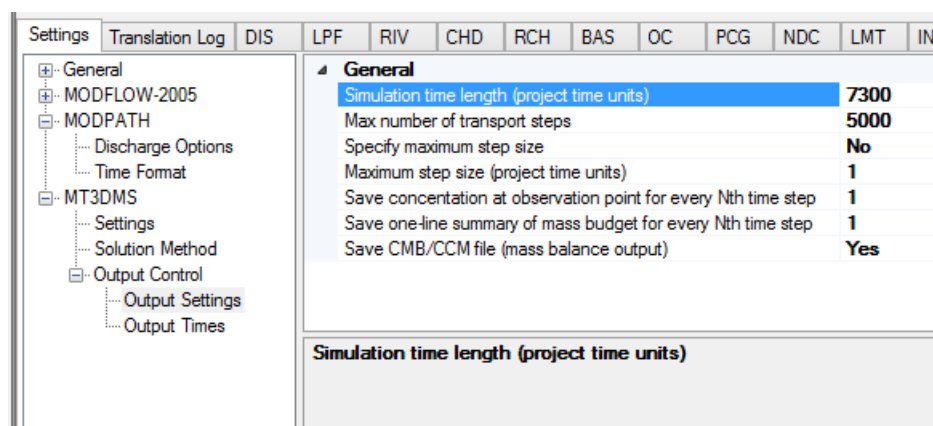 Settings Translation Log DIS LPF RIV CHD RCH BAS OC PCG NDC LMT
General
MODFLOW-2005
MODPATH
Discharge Options
Time Format
MT3DMS
Settings
Solution Method
Output Control
Output Settings
Output Times
General
Simulation time length (project time units) 7300
Max number of transport steps 5000
Specify maximum step size No
Maximum step size (project time units) 1
Save concentation at observation point for every Nth time step 1
Save one-line summary of mass budget for every Nth time step 1
Save CMB/CCM file (mass balance output) Yes
Simulation time length (project time units)